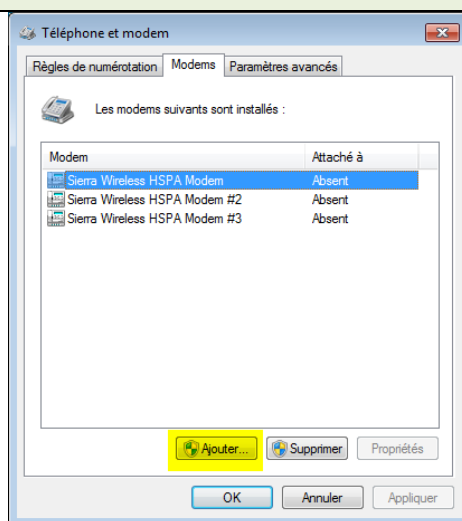 Téléphone et modem
Règles de numérotation Modems Paramètres avancés
Les modems suivants sont installés :
Modem Attaché à
Sierra Wireless HSPA Modem Absent
Sierra Wireless HSPA Modem #2 Absent
Sierra Wireless HSPA Modem #3 Absent
Ajouter... Supprimer Propriétés
OK Annuler Appliquer